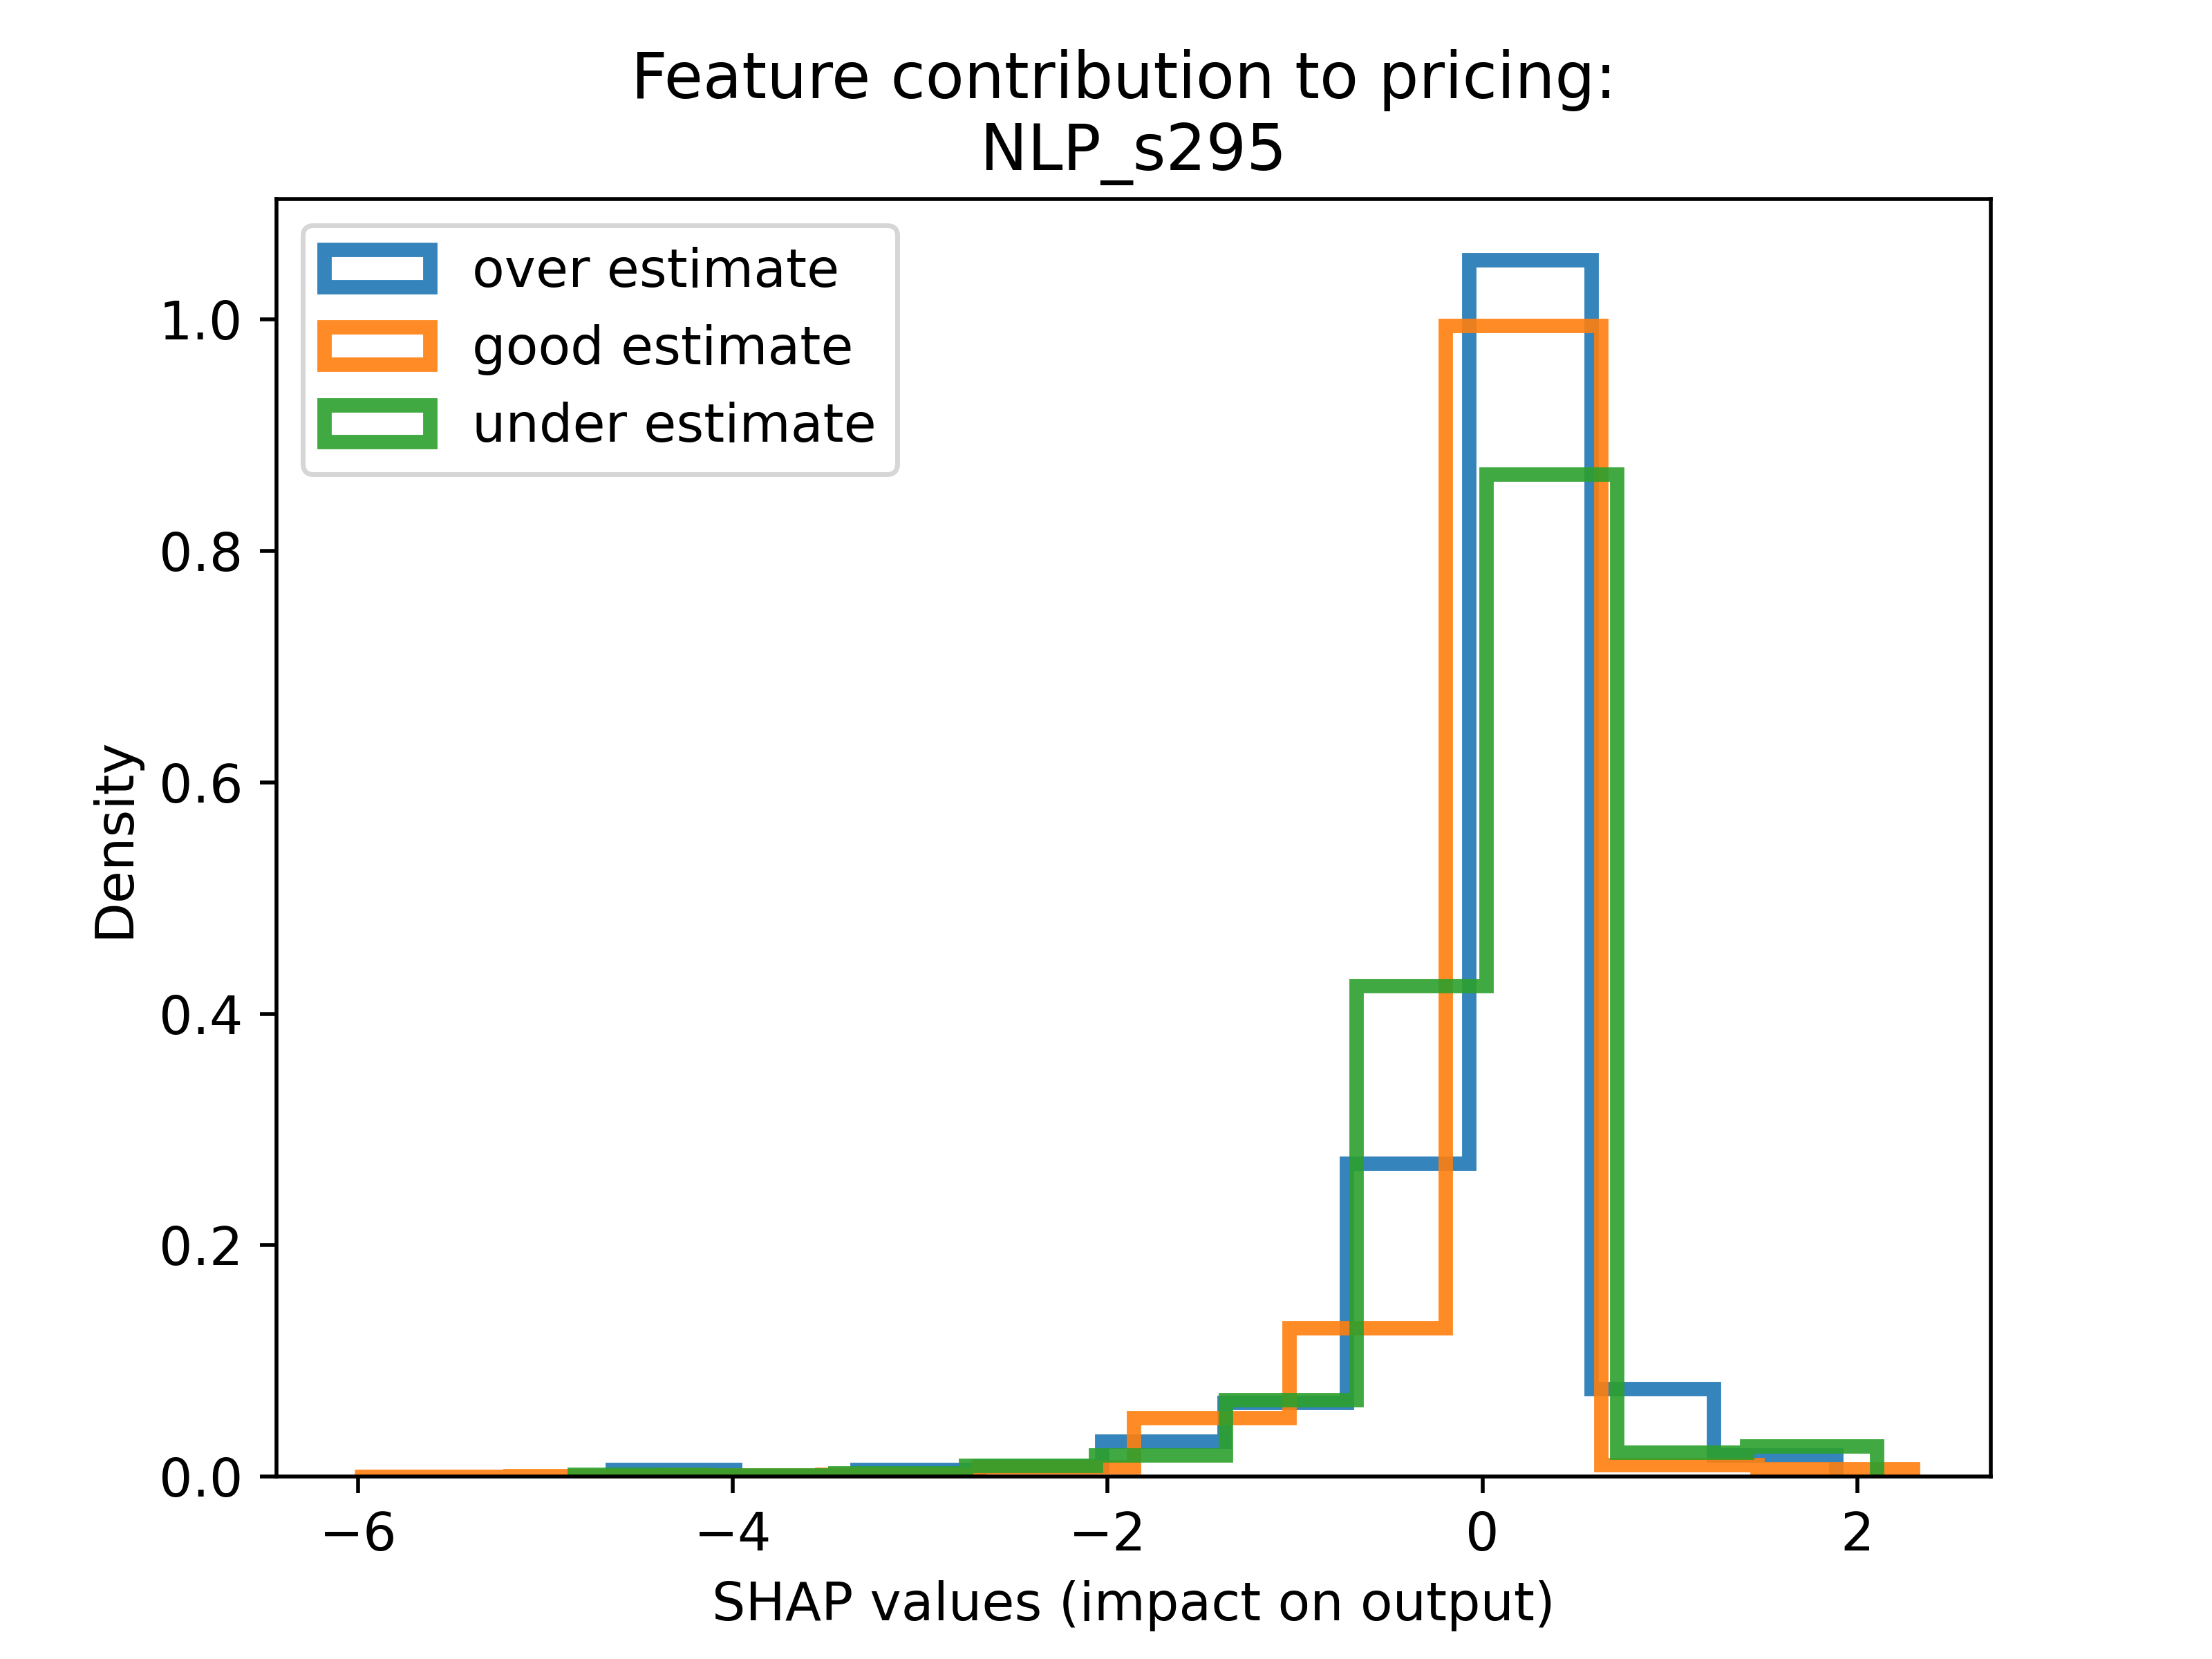 Feature contribution to pricing:
NLP_s295
over estimate
good estimate
under estimate
1.0
0.8
0.6
0.4
0.2
0.0
Density
−6
−4
−2
0
2
SHAP values (impact on output)